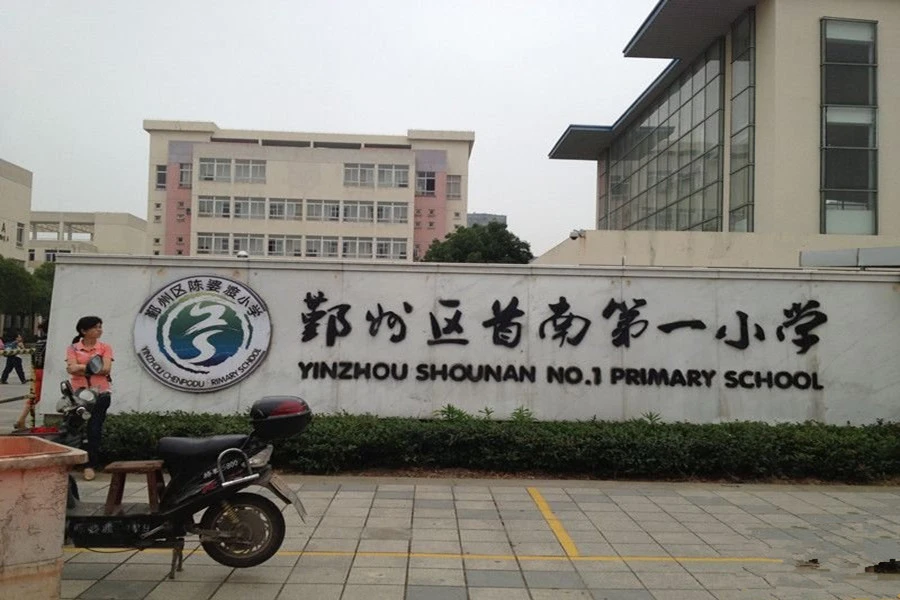 鄞州区陈婆渡小学
YINZHOU CHENPODU PRIMARY SCHOOL
鄞州区首南第一小学
YINZHOU SHOUNAN NO.1 PRIMARY SCHOOL